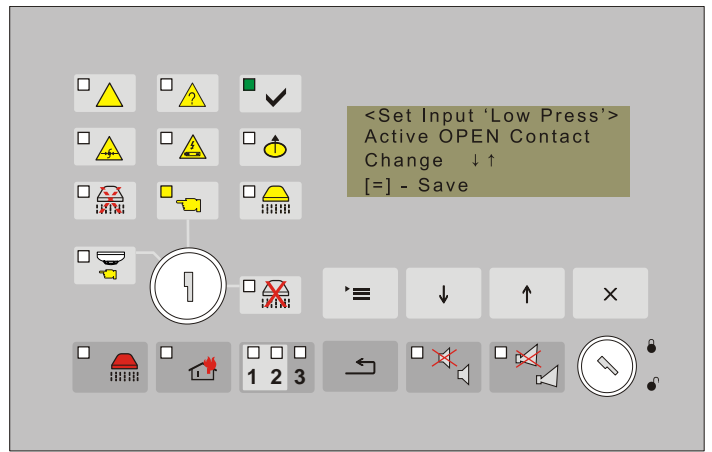 <Set Input ‘Low Press’>
Active OPEN Contact
Change ↓↑
[=] - Save
?
1 2 3